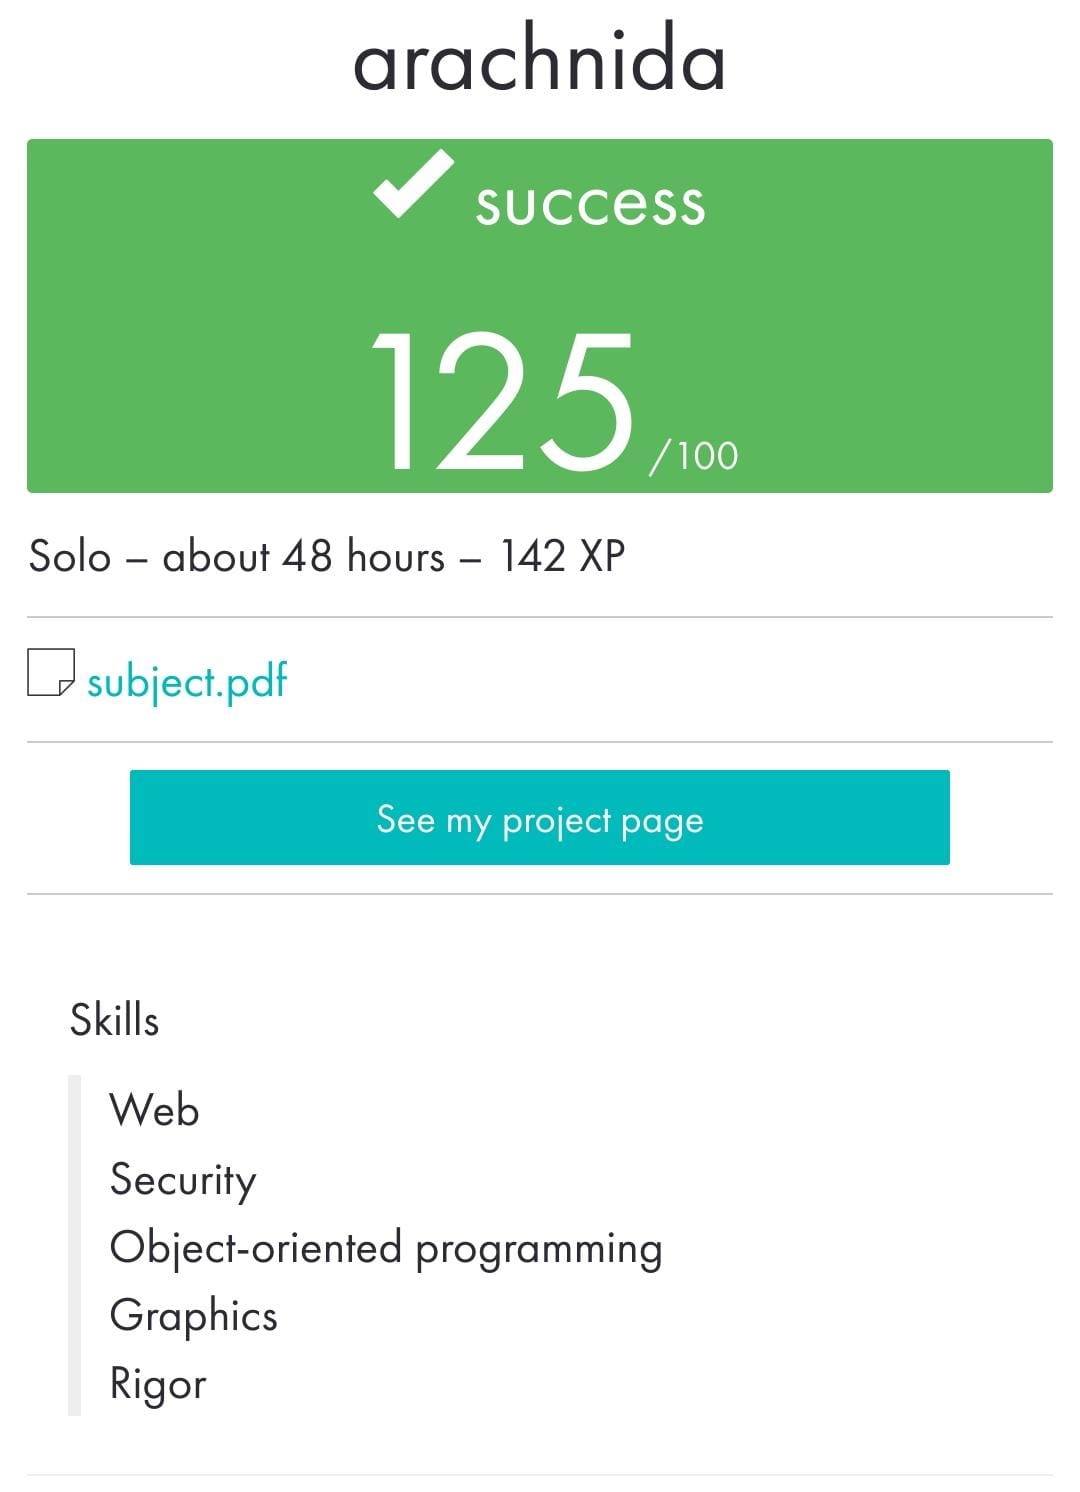 arachnida
success
125/100
Solo – about 48 hours – 142 XP
subject.pdf
See my project page
Skills
Web
Security
Object-oriented programming
Graphics
Rigor